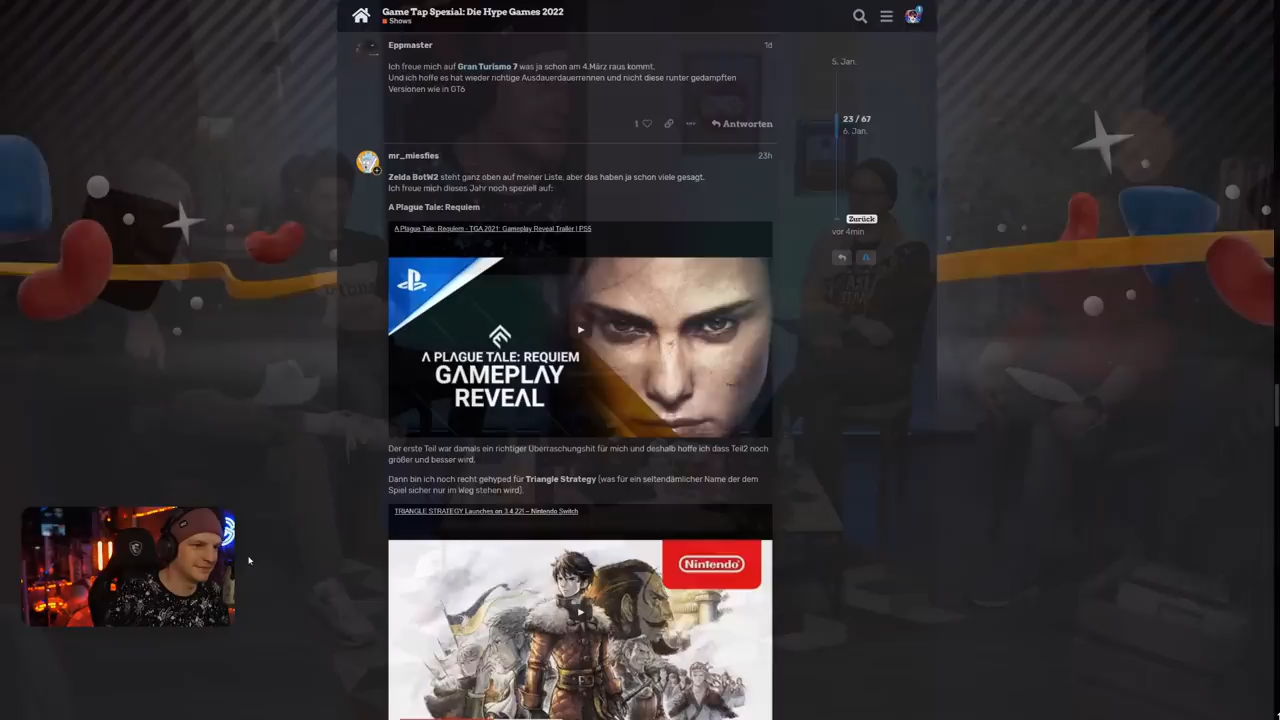 Game Tap Spezial: Die Hype Games 2022
Shows
1
Eppmaster
1d
Ich freue mich auf Gran Turismo 7 was ja schon am 4.März raus kommt.
Und ich hoffe es hat wieder richtige Ausdauerdauerrennen und nicht diese runter gedampften
Versionen wie in GT6
1
Antworten
5. Jan.
23 / 67
6. Jan.
Zurück
vor 4min
mr_miesfies
23h
Zelda BotW2 steht ganz oben auf meiner Liste, aber das haben ja schon viele gesagt.
Ich freue mich dieses Jahr noch speziell auf:
A Plague Tale: Requiem
A Plague Tale: Requiem - TGA 2021: Gameplay Reveal Trailer | PS5
A PLAGUE TALE: REQUIEM
GAMEPLAY
REVEAL
Der erste Teil war damals ein richtiger Überraschungshit für mich und deshalb hoffe ich dass Teil2 noch
größer und besser wird.
Dann bin ich noch recht gehyped für Triangle Strategy (was für ein seltendämlicher Name der dem
Spiel sicher nur im Weg stehen wird).
TRIANGLE STRATEGY Launches on 3.4.22! – Nintendo Switch
Nintendo